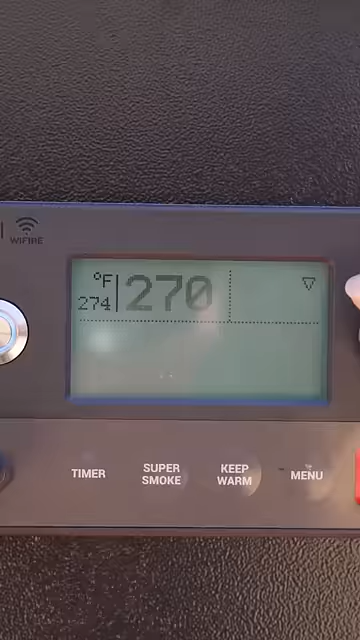 WiFIRE
°F
274
270
TIMER
SUPER
SMOKE
KEEP
WARM
MENU